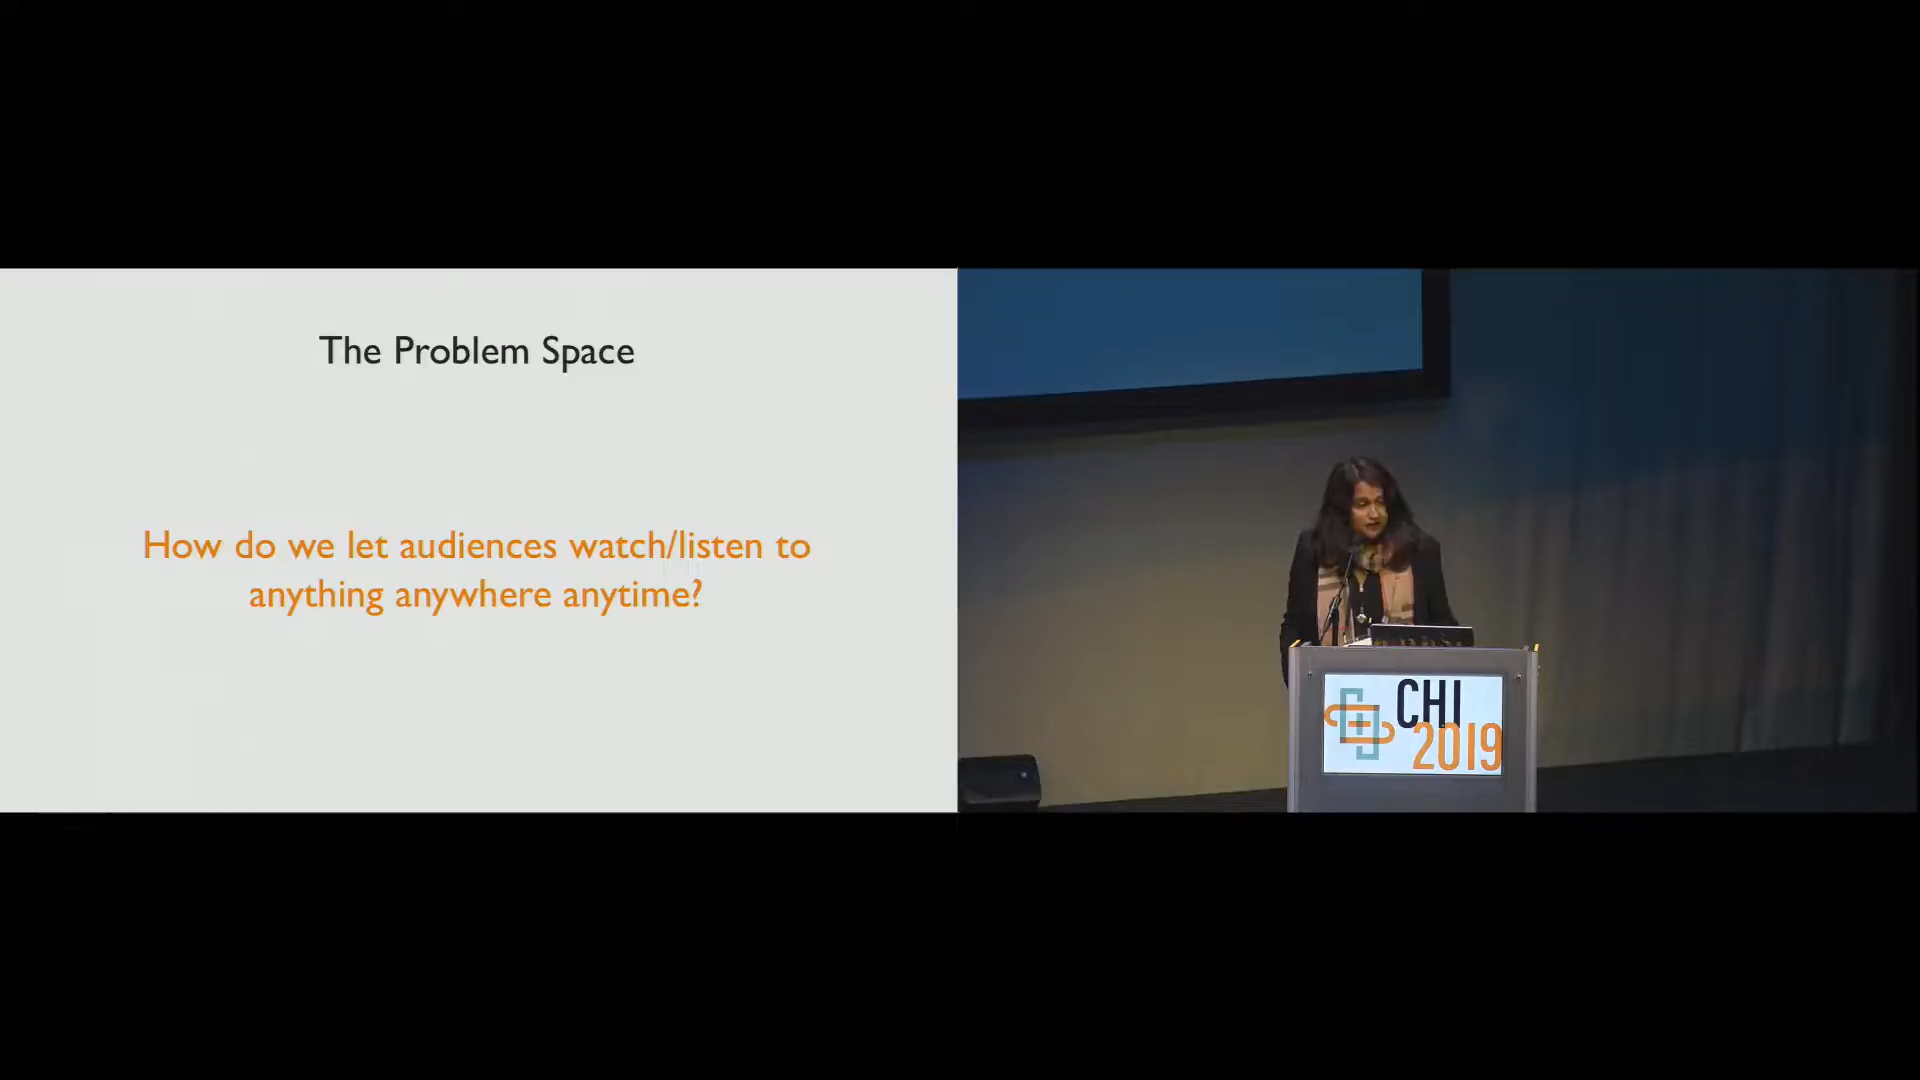 The Problem Space
How do we let audiences watch/listen to
anything anywhere anytime?
CHI
2019